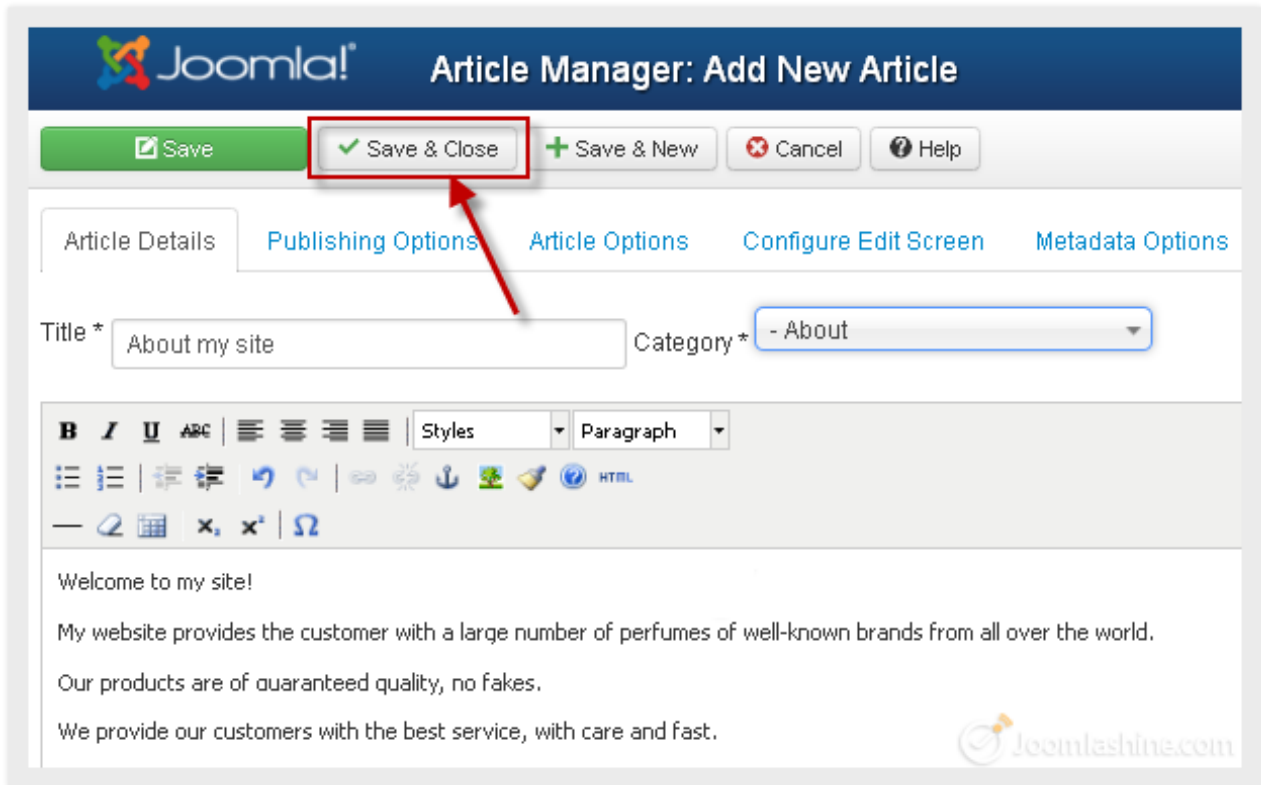 Joomla!® Article Manager: Add New Article
Save Save & Close Save & New Cancel Help
Article Details Publishing Options Article Options Configure Edit Screen Metadata Options
Title * About my site Category * - About
B I U ABC Styles Paragraph
HTML
x₂ x² Ω
Welcome to my site!
My website provides the customer with a large number of perfumes of well-known brands from all over the world.
Our products are of guaranteed quality, no fakes.
We provide our customers with the best service, with care and fast.
Joomlashine.com